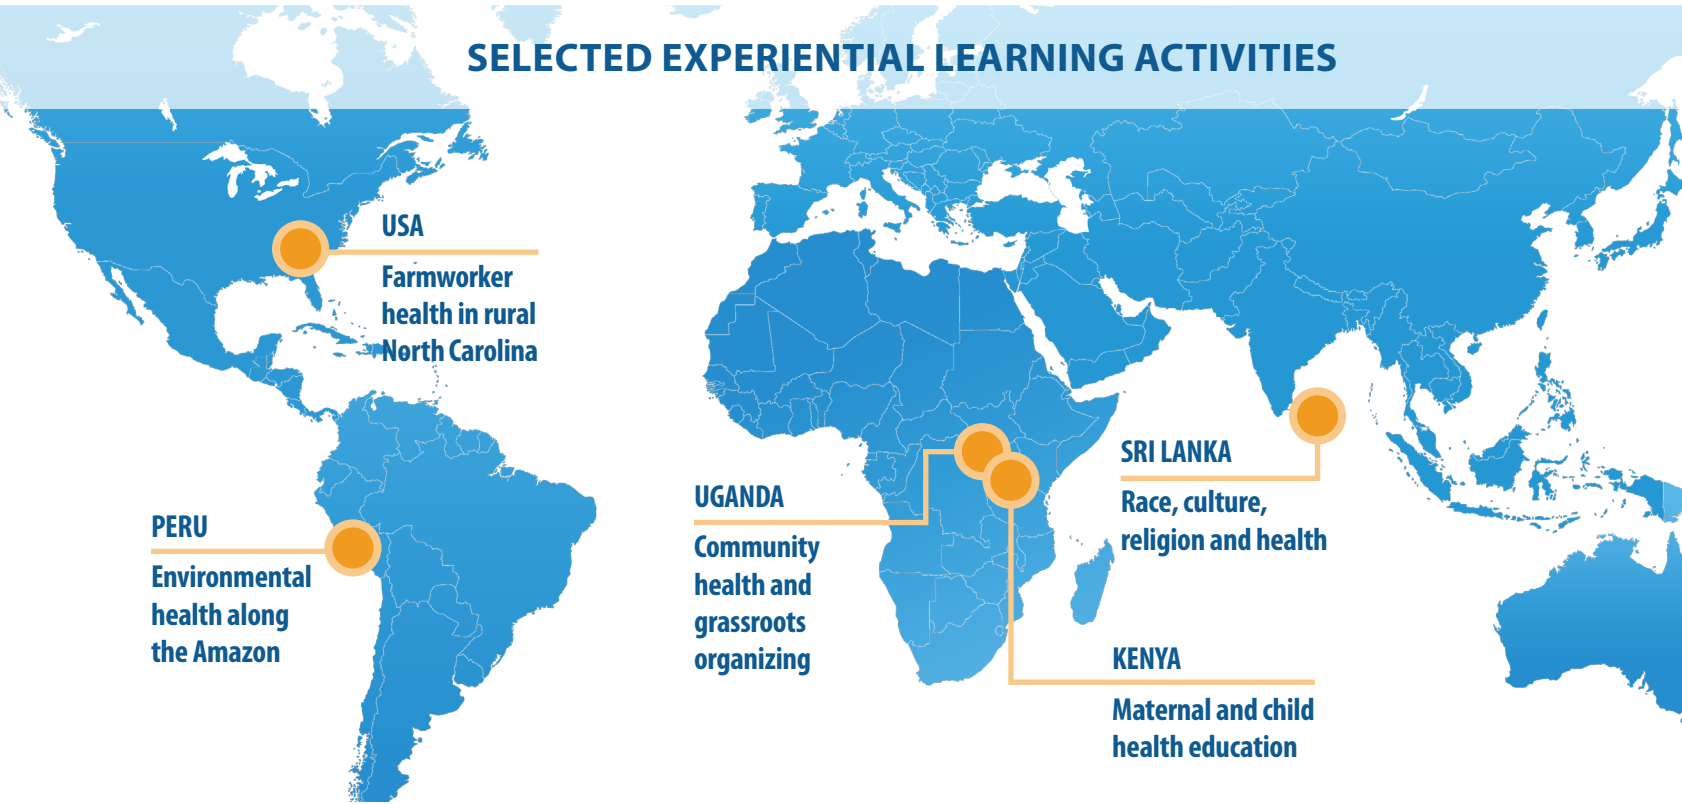 SELECTED EXPERIENTIAL LEARNING ACTIVITIES
USA
Farmworker
health in rural
North Carolina
PERU
Environmental
health along
the Amazon
UGANDA
Community
health and
grassroots
organizing
SRI LANKA
Race, culture,
religion and health
KENYA
Maternal and child
health education